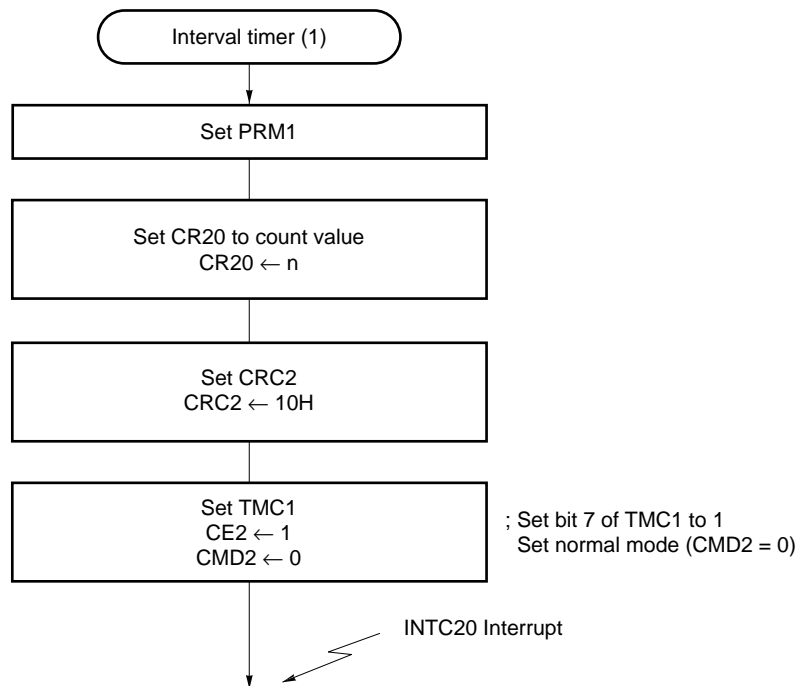 Interval timer (1)
Set PRM1
Set CR20 to count value
CR20 ← n
Set CRC2
CRC2 ← 10H
Set TMC1
CE2 ← 1
CMD2 ← 0
; Set bit 7 of TMC1 to 1
Set normal mode (CMD2 = 0)
INTC20 Interrupt